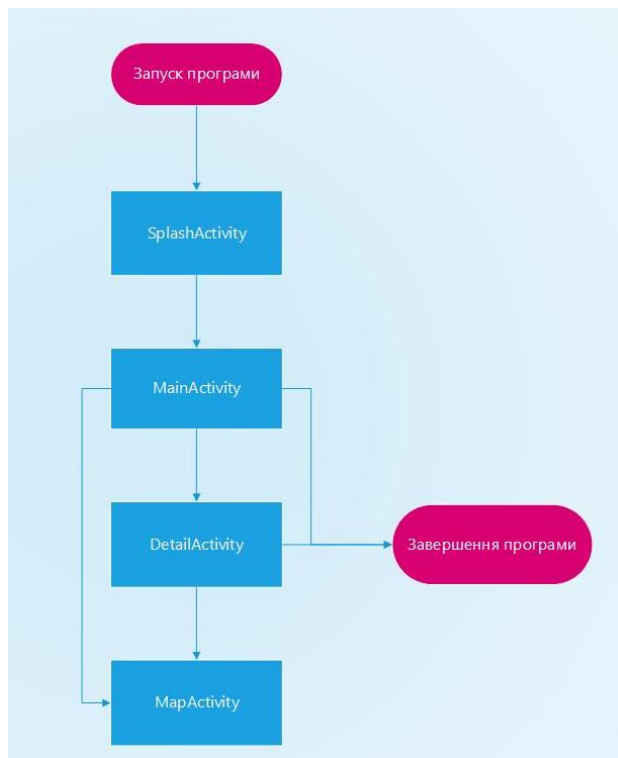 Запуск програми
SplashActivity
MainActivity
DetailActivity
Завершення програми
MapActivity